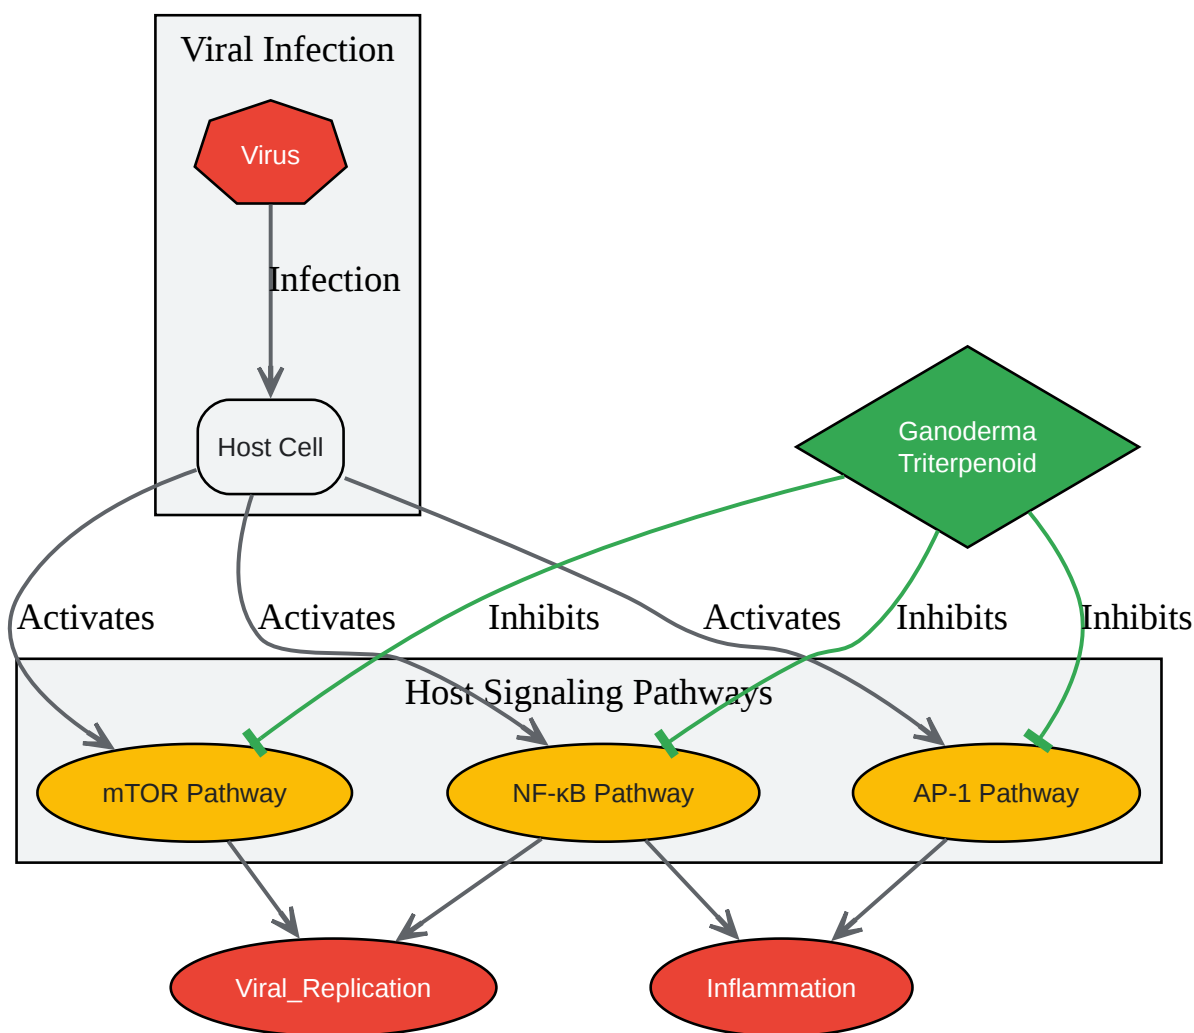 Viral Infection
Virus
Infection
Host Cell
Ganoderma
Triterpenoid
Activates
Activates
Inhibits
Activates
Inhibits
Inhibits
Host Signaling Pathways
mTOR Pathway
NF-κB Pathway
AP-1 Pathway
Viral_Replication
Inflammation